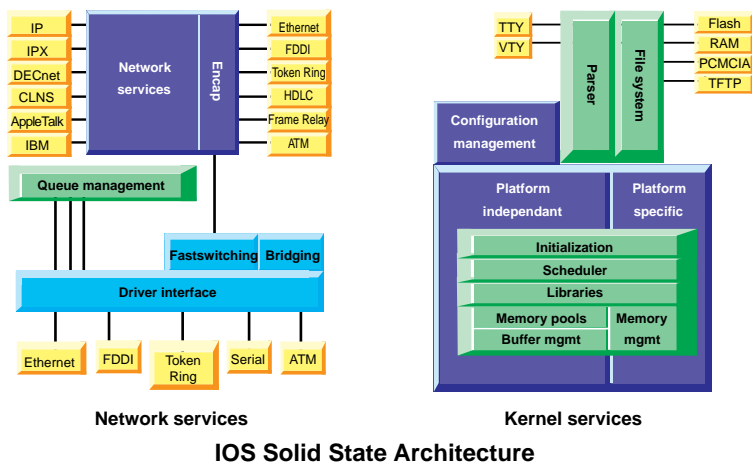 IP
IPX
DECnet
CLNS
AppleTalk
IBM
Network
services
Encap
Ethernet
FDDI
Token Ring
HDLC
Frame Relay
ATM
Queue management
Fastswitching
Bridging
Driver interface
Ethernet
FDDI
Token
Ring
Serial
ATM
Network services
TTY
VTY
Parser
File system
Flash
RAM
PCMCIA
TFTP
Configuration
management
Platform
independant
Platform
specific
Initialization
Scheduler
Libraries
Memory pools
Buffer mgmt
Memory
mgmt
Kernel services
IOS Solid State Architecture